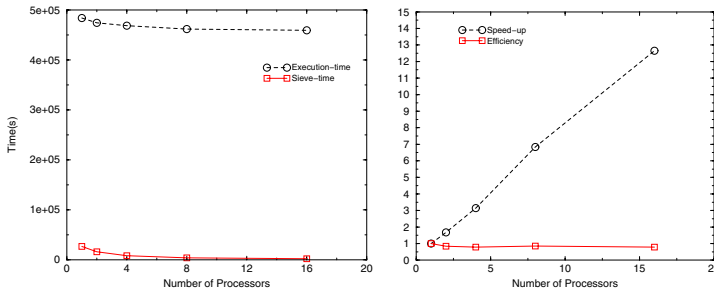 5e+05
4e+05
3e+05
2e+05
1e+05
0
Time(s)
Execution−time
Sieve−time
0 4 8 12 16 20
Number of Processors
15
14
13
12
11
10
9
8
7
6
5
4
3
2
1
0
Speed−up
Efficiency
0 5 10 15 2
Number of Processors